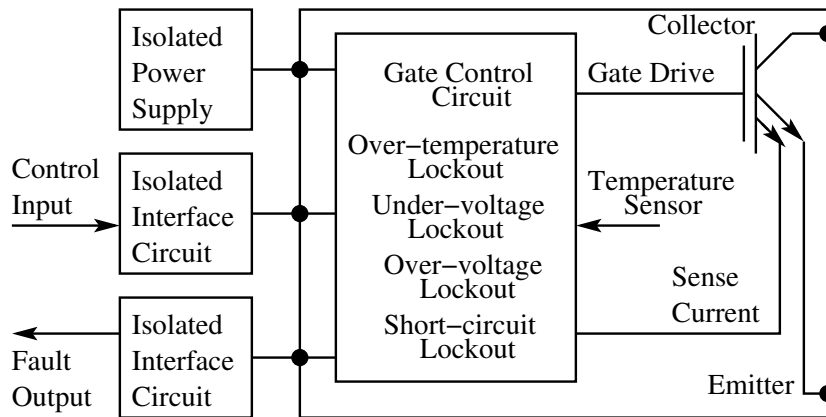 Isolated
Power
Supply
Control
Input
Isolated
Interface
Circuit
Fault
Output
Isolated
Interface
Circuit
Gate Control
Circuit
Over−temperature
Lockout
Under−voltage
Lockout
Over−voltage
Lockout
Short−circuit
Lockout
Collector
Gate Drive
Temperature
Sensor
Sense
Current
Emitter